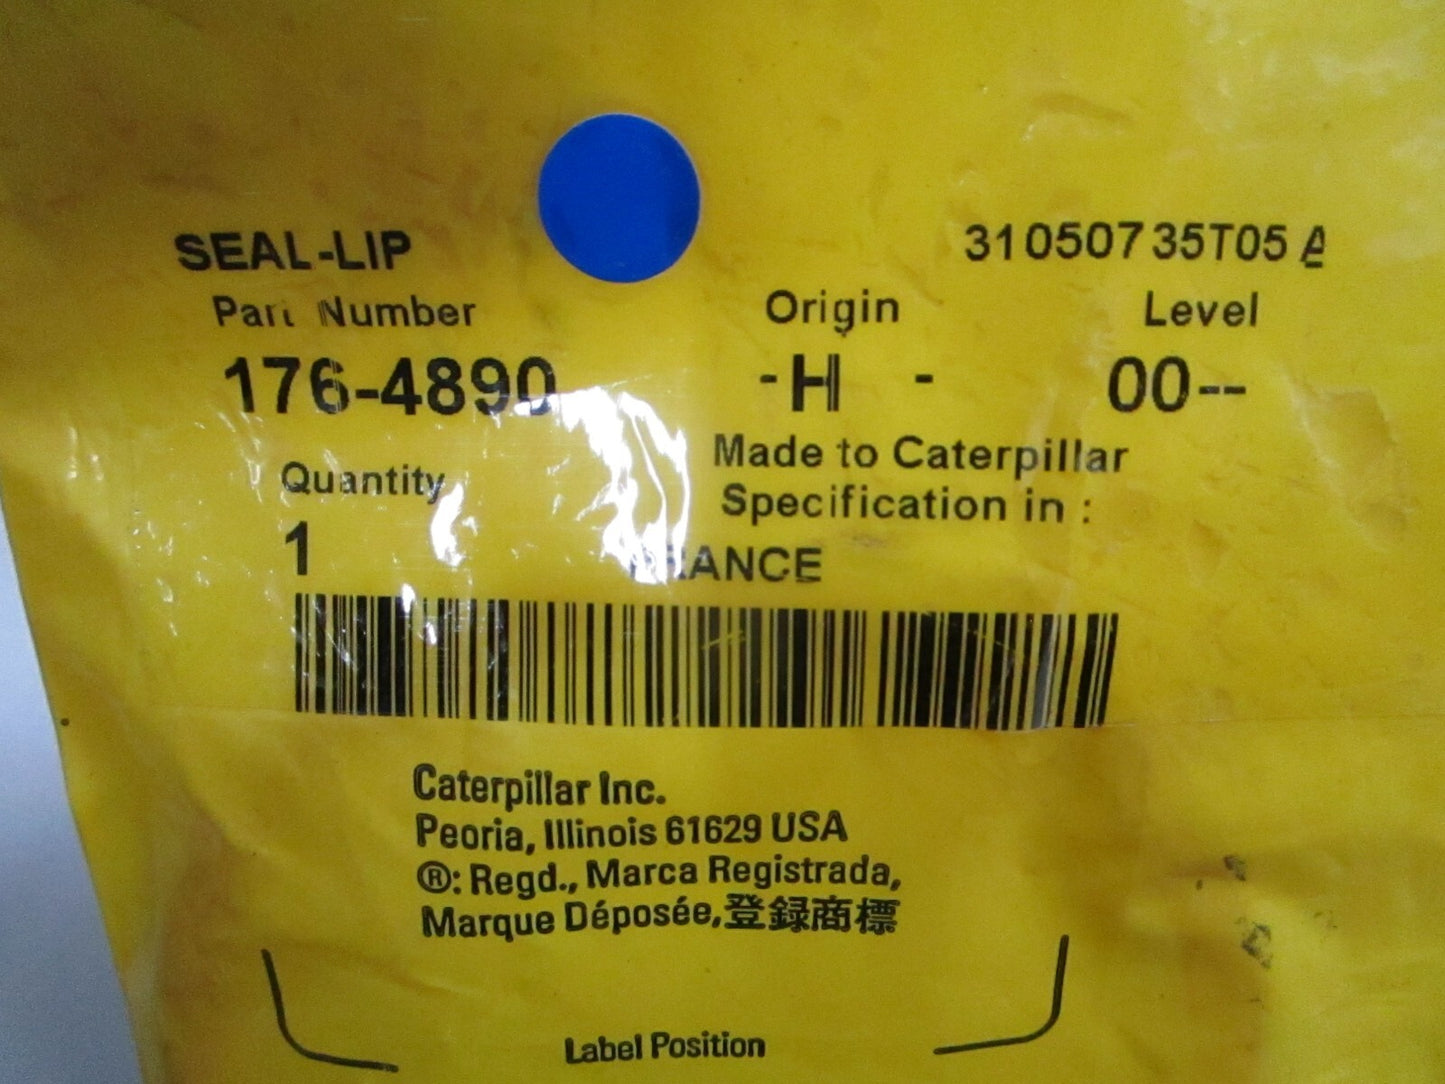 SEAL-LIP
31050735T05 A
Part Number
Origin
Level
176-4890
-H -
00--
Quantity
Made to Caterpillar
Specification in :
1
FRANCE
Caterpillar Inc.
Peoria, Illinois 61629 USA
®: Regd., Marca Registrada,
Marque Déposée,登録商標
Label Position